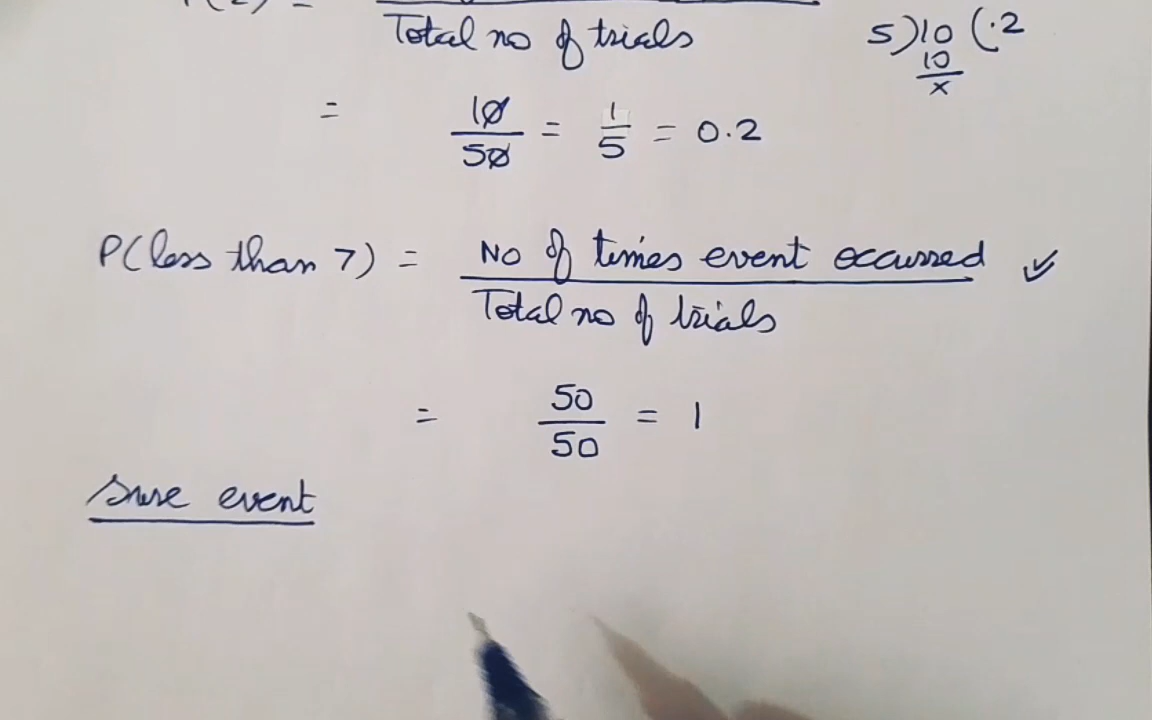 Total no of trials
5)10(.2
10
x
= 10/50 = 1/5 = 0.2
P(less than 7) = No of times event occurred
Total no of trials
= 50/50 = 1
Sure event